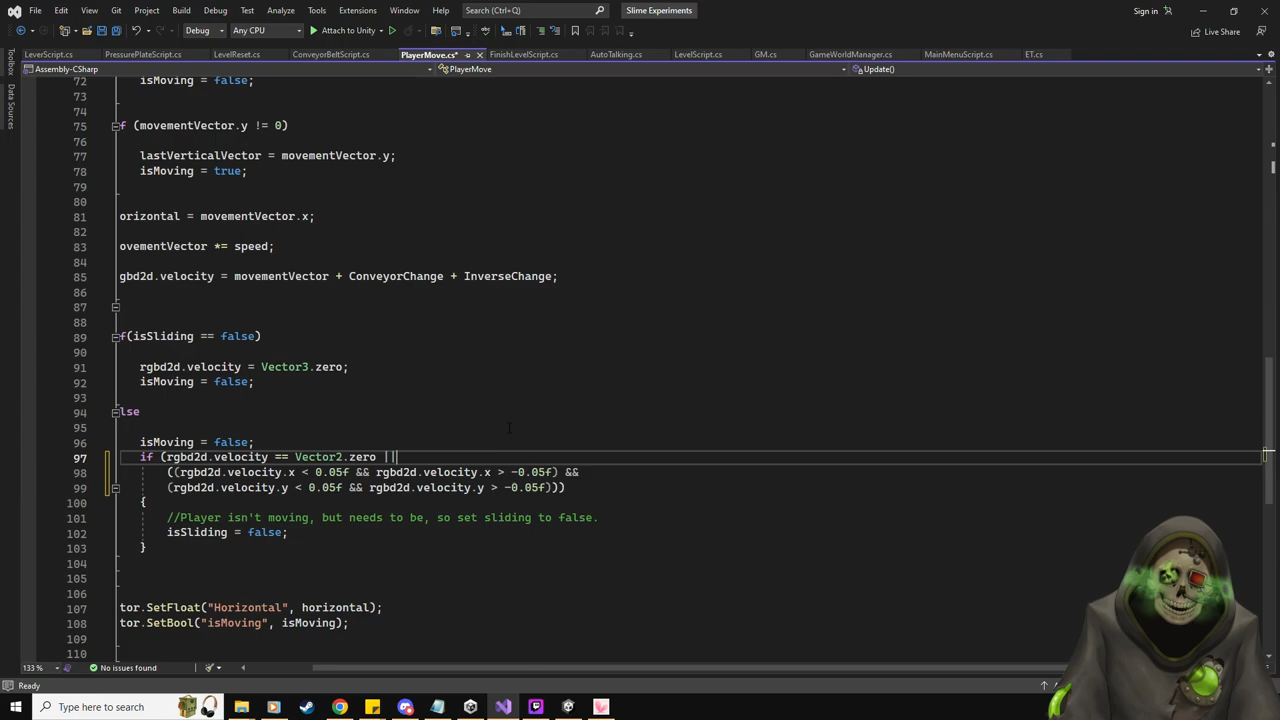 File Edit View Git Project Build Debug Test Analyze Tools Extensions Window Help Search (Ctrl+Q) Slime Experiments Sign in
Debug Any CPU Attach to Unity Live Share
LeverScript.cs PressurePlateScript.cs LevelReset.cs ConveyorBeltScript.cs PlayerMove.cs* FinishLevelScript.cs AutoTalking.cs LevelScript.cs GM.cs GameWorldManager.cs MainMenuScript.cs ET.cs
Toolbox
Data Sources
Assembly-CSharp PlayerMove Update()
72 isMoving = false;
73
74
75 f (movementVector.y != 0)
76
77 lastVerticalVector = movementVector.y;
78 isMoving = true;
79
80
81 orizontal = movementVector.x;
82
83 ovementVector *= speed;
84
85 gbd2d.velocity = movementVector + ConveyorChange + InverseChange;
86
87
88
89 f(isSliding == false)
90
91 rgbd2d.velocity = Vector3.zero;
92 isMoving = false;
93
94 lse
95
96 isMoving = false;
97 if (rgbd2d.velocity == Vector2.zero ||
98 ((rgbd2d.velocity.x < 0.05f && rgbd2d.velocity.x > -0.05f) &&
99 (rgbd2d.velocity.y < 0.05f && rgbd2d.velocity.y > -0.05f)))
100 {
101 //Player isn't moving, but needs to be, so set sliding to false.
102 isSliding = false;
103 }
104
105
106
107 tor.SetFloat("Horizontal", horizontal);
108 tor.SetBool("isMoving", isMoving);
109
110
133 % No issues found
Ready
Type here to search